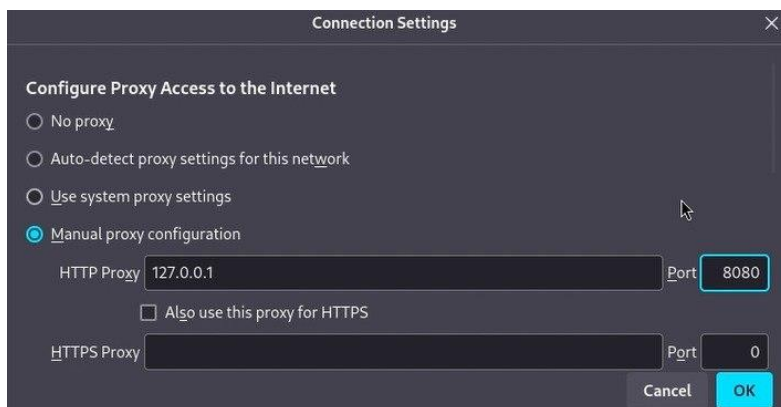 Connection Settings
Configure Proxy Access to the Internet
No proxy
Auto-detect proxy settings for this network
Use system proxy settings
Manual proxy configuration
HTTP Proxy 127.0.0.1 Port 8080
Also use this proxy for HTTPS
HTTPS Proxy Port 0
Cancel OK